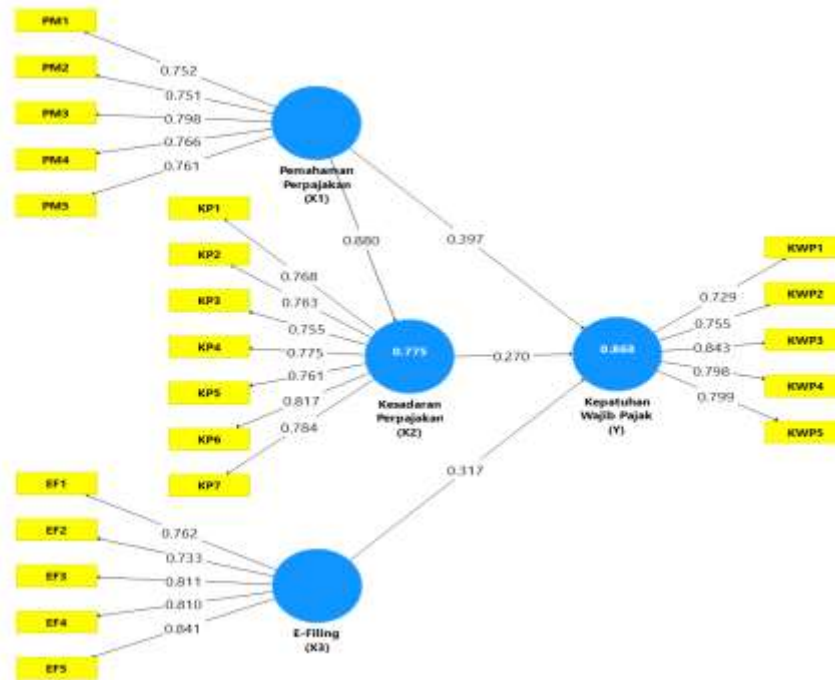 PM1
0.752
PM2
0.751
PM3
0.798
PM4
0.766
PM5
0.761
Pemahaman
Perpajakan
(X1)
0.880
0.397
KP1
0.768
KP2
0.763
KP3
0.755
KP4
0.775
KP5
0.761
KP6
0.817
KP7
0.784
0.775
Kesadaran
Perpajakan
(X2)
0.270
0.868
Kepatuhan
Wajib Pajak
(Y)
KWP1
0.729
KWP2
0.755
KWP3
0.843
KWP4
0.798
KWP5
0.799
0.317
EF1
0.762
EF2
0.733
EF3
0.811
EF4
0.810
EF5
0.841
E-Filing
(X3)